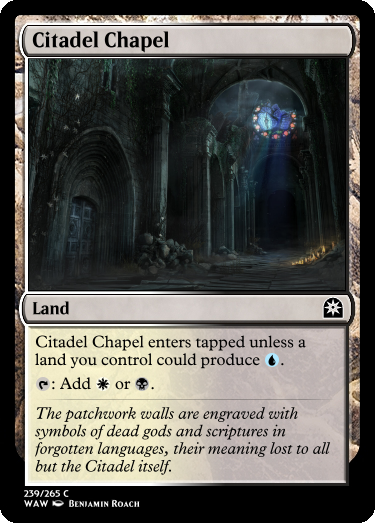 Citadel Chapel
Land
Citadel Chapel enters tapped unless a
land you control could produce 💧.
: Add or .
The patchwork walls are engraved with
symbols of dead gods and scriptures in
forgotten languages, their meaning lost to all
but the Citadel itself.
239/265 C
WAW Benjamin Roach